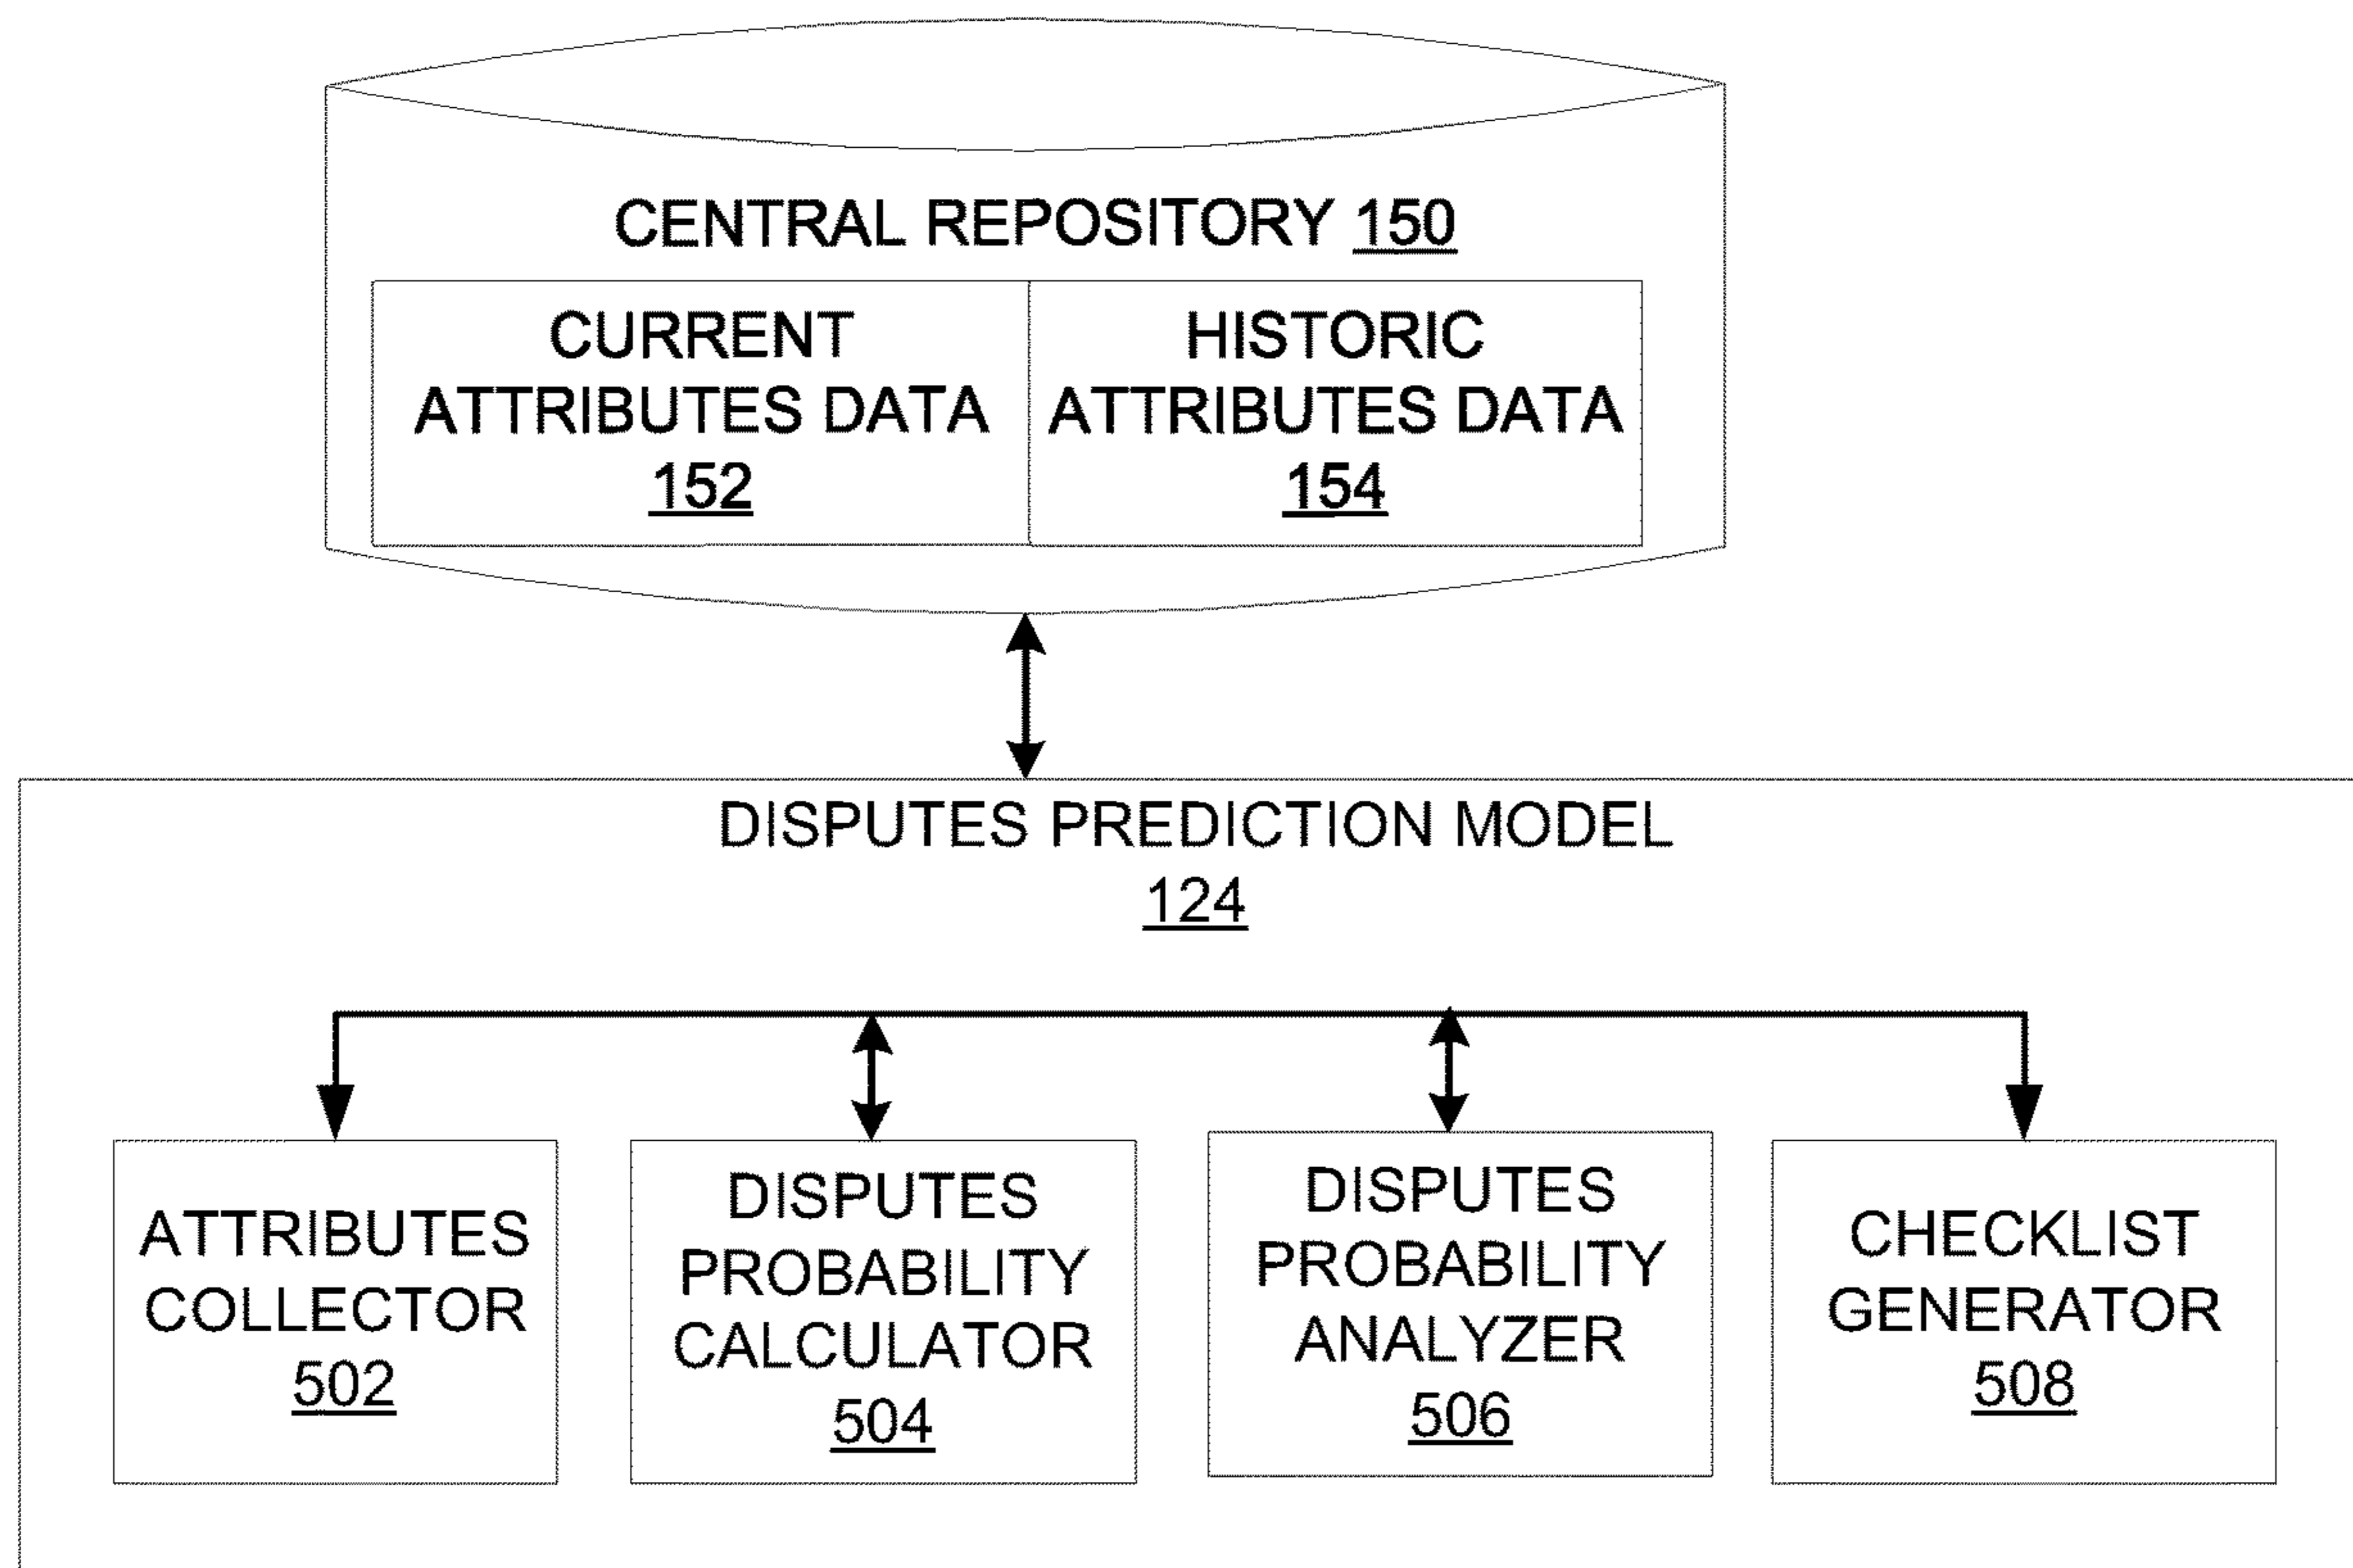 CENTRAL REPOSITORY 150
CURRENT
ATTRIBUTES DATA
152
HISTORIC
ATTRIBUTES DATA
154
DISPUTES PREDICTION MODEL
124
ATTRIBUTES
COLLECTOR
502
DISPUTES
PROBABILITY
CALCULATOR
504
DISPUTES
PROBABILITY
ANALYZER
506
CHECKLIST
GENERATOR
508